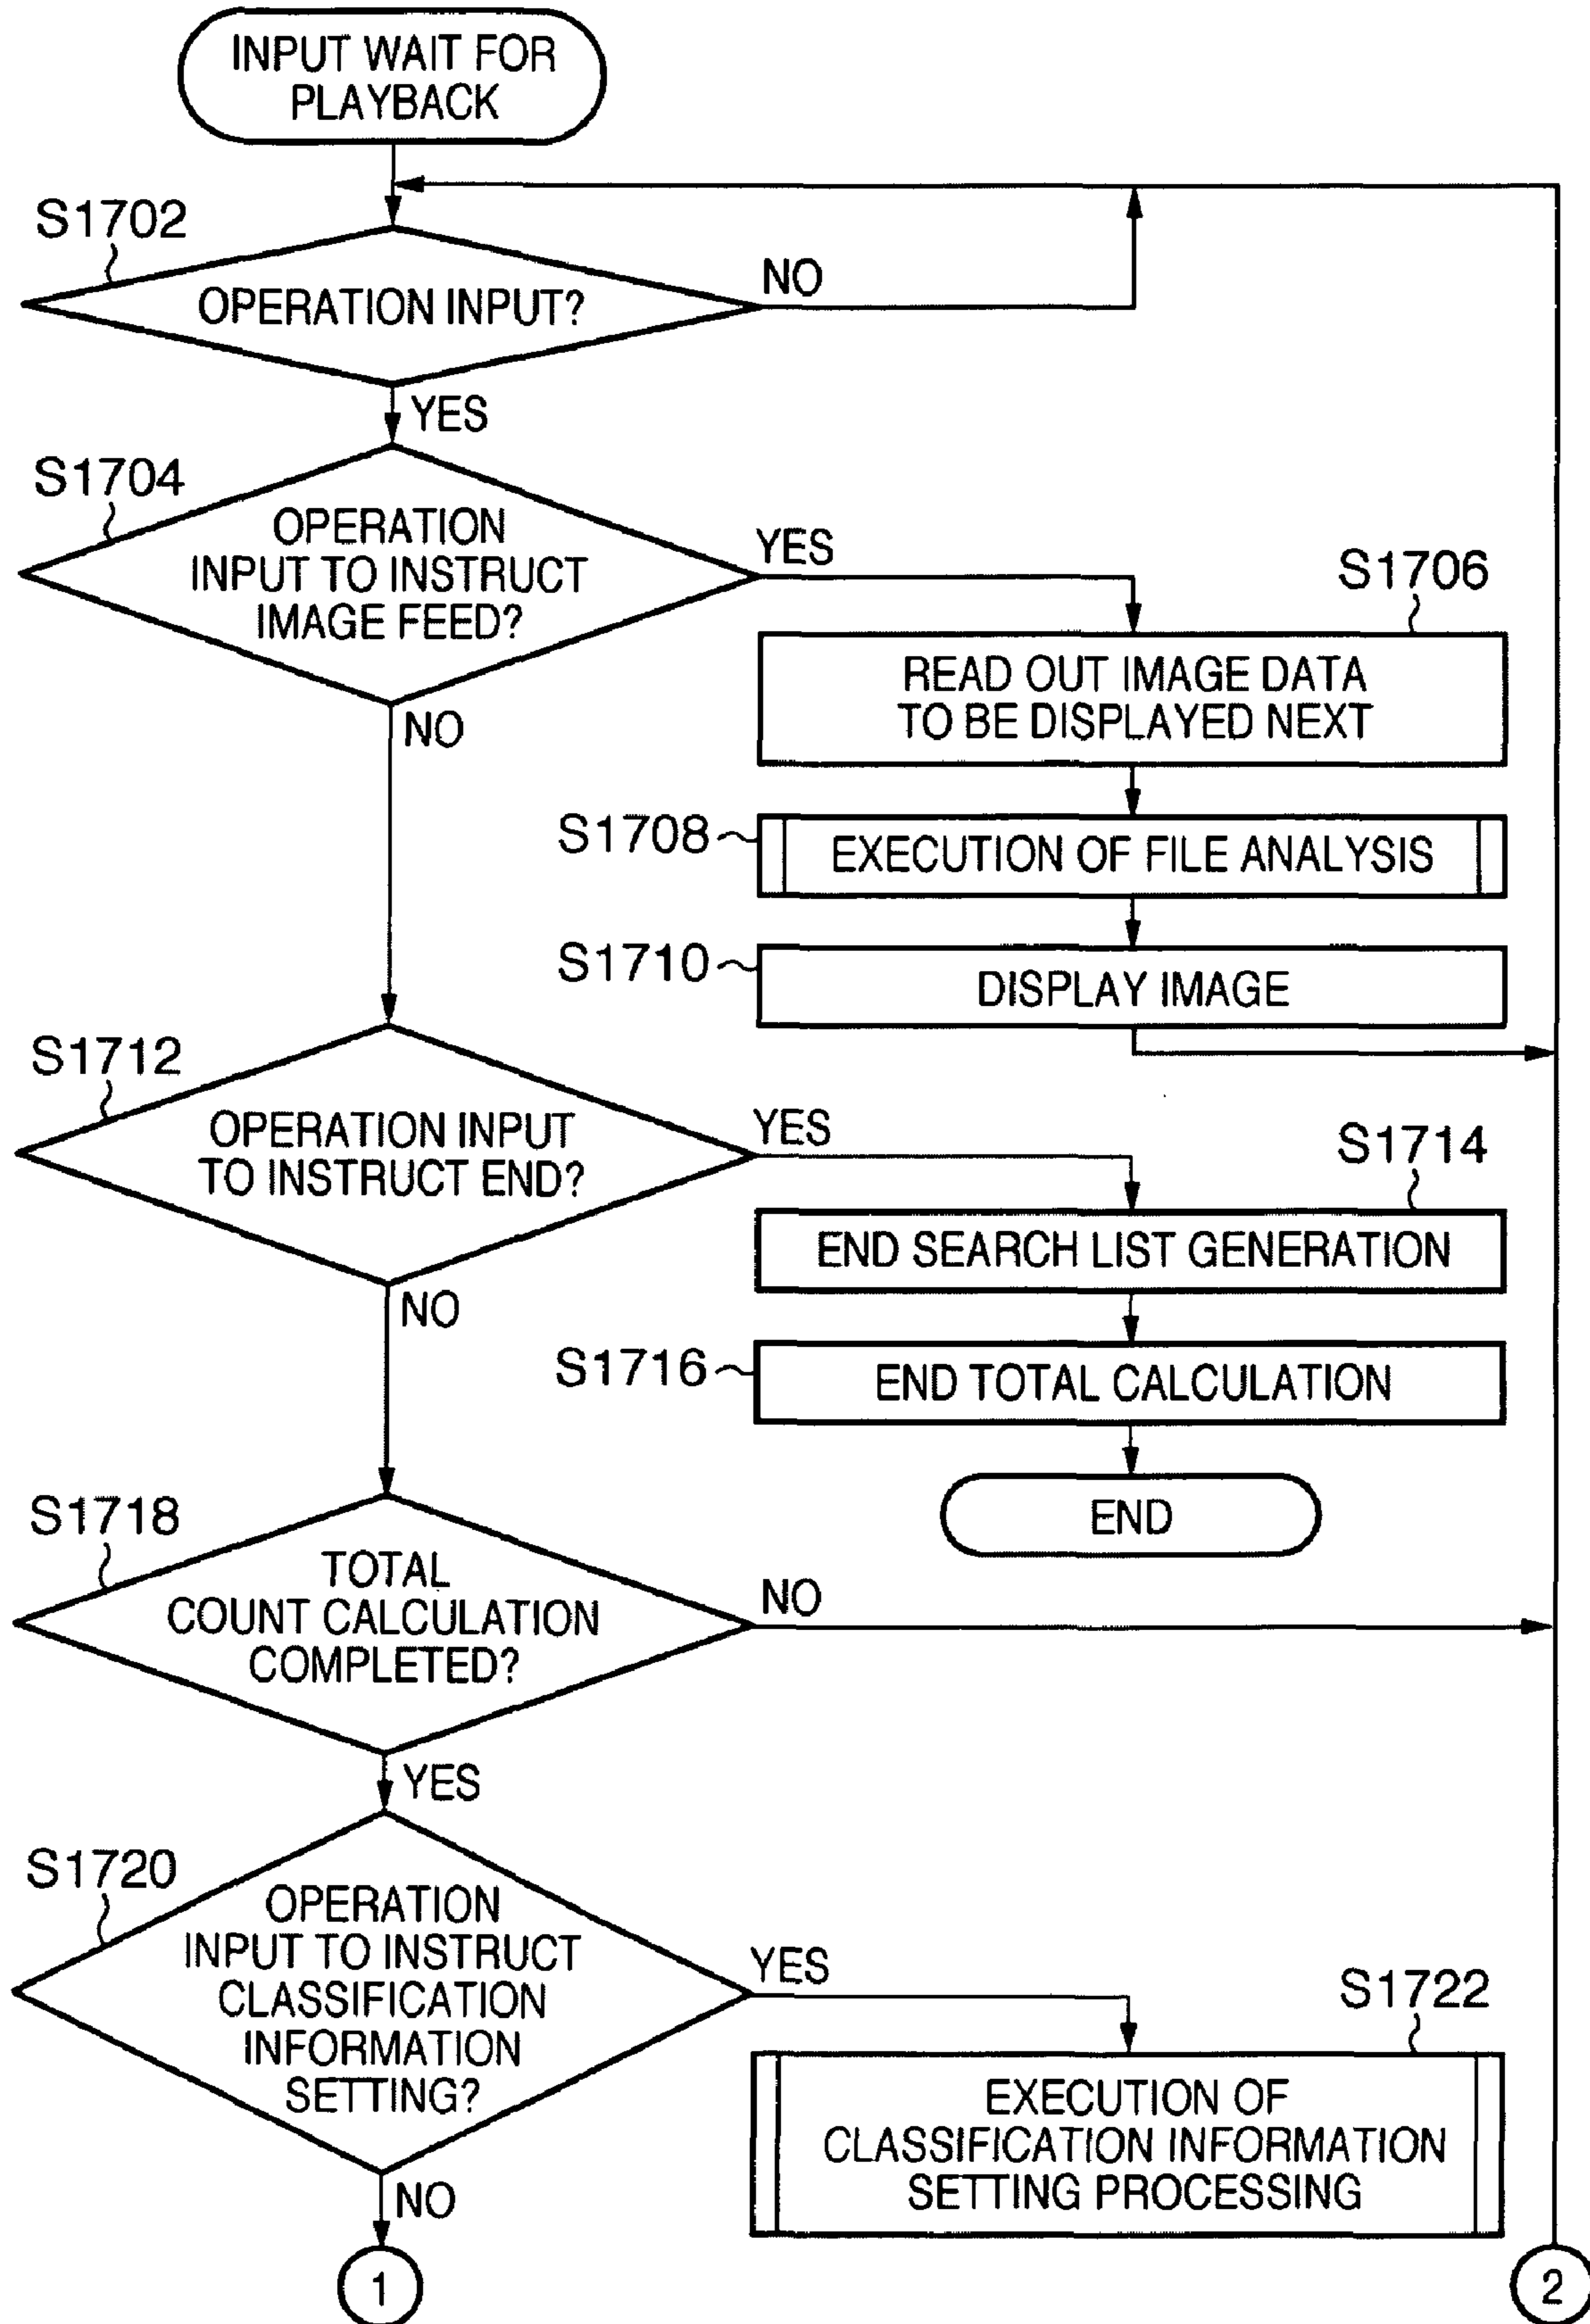 INPUT WAIT FOR
PLAYBACK
S1702
OPERATION INPUT?
NO
YES
S1704
OPERATION
INPUT TO INSTRUCT
IMAGE FEED?
YES
NO
S1706
READ OUT IMAGE DATA
TO BE DISPLAYED NEXT
S1708
EXECUTION OF FILE ANALYSIS
S1710
DISPLAY IMAGE
S1712
OPERATION INPUT
TO INSTRUCT END?
YES
NO
S1714
END SEARCH LIST GENERATION
S1716
END TOTAL CALCULATION
END
S1718
TOTAL
COUNT CALCULATION
COMPLETED?
NO
YES
S1720
OPERATION
INPUT TO INSTRUCT
CLASSIFICATION
INFORMATION
SETTING?
YES
NO
S1722
EXECUTION OF
CLASSIFICATION INFORMATION
SETTING PROCESSING
1
2